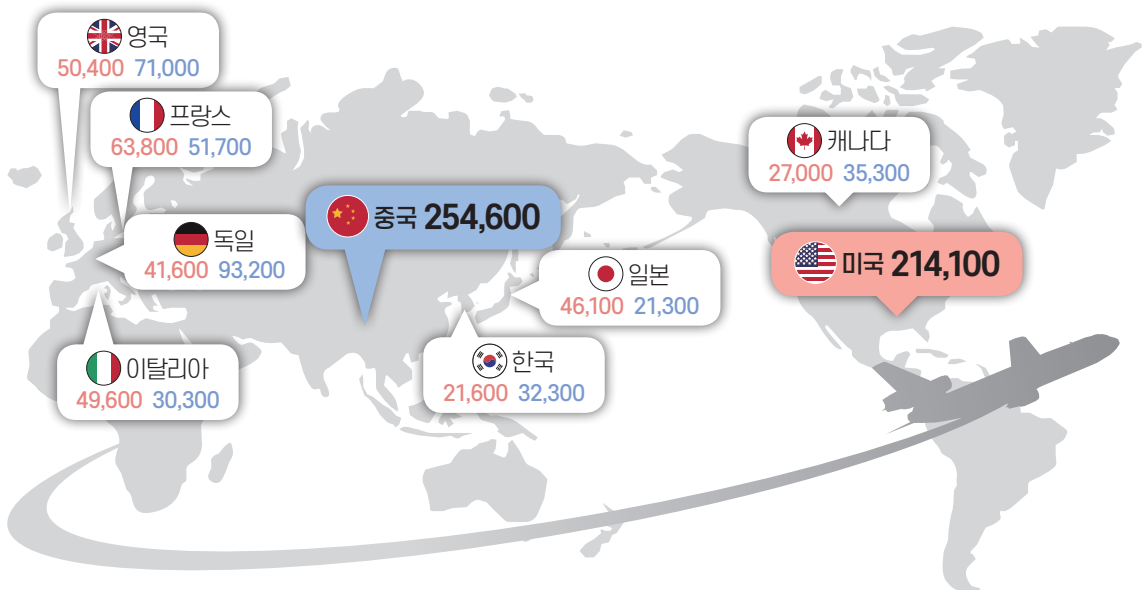 영국
50,400 71,000
프랑스
63,800 51,700
독일
41,600 93,200
이탈리아
49,600 30,300
중국 254,600
일본
46,100 21,300
한국
21,600 32,300
캐나다
27,000 35,300
미국 214,100